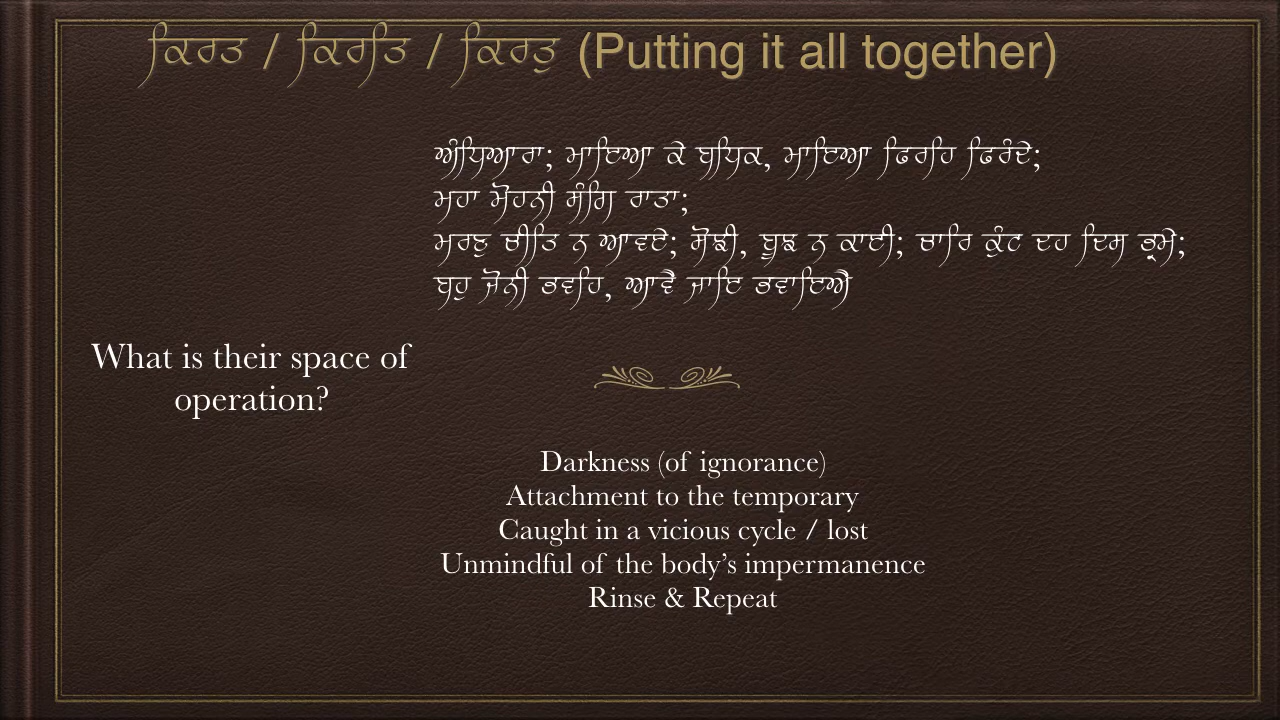 ਕਿਰਤ / ਕਿਰਤਿ / ਕਿਰਤੁ (Putting it all together)
ਅੰਧਿਆਰਾ; ਮਾਇਆ ਕੇ ਬਧਿਕ, ਮਾਇਆ ਫਿਰਹਿ ਫਿਰੰਦੇ;
ਮਹਾ ਮੋਹਨੀ ਸੰਗਿ ਰਾਤਾ;
ਮਰਣੁ ਚੀਤਿ ਨ ਆਵਏ; ਸੋਝੀ, ਬੂਝ ਨ ਕਾਈ; ਚਾਰਿ ਕੁੰਟ ਦਹ ਦਿਸ ਭ੍ਰਮੇ;
ਬਹੁ ਜੋਨੀ ਭਵਹਿ, ਆਵੈ ਜਾਇ ਭਵਾਇਐ
What is their space of
operation?
Darkness (of ignorance)
Attachment to the temporary
Caught in a vicious cycle / lost
Unmindful of the body’s impermanence
Rinse & Repeat